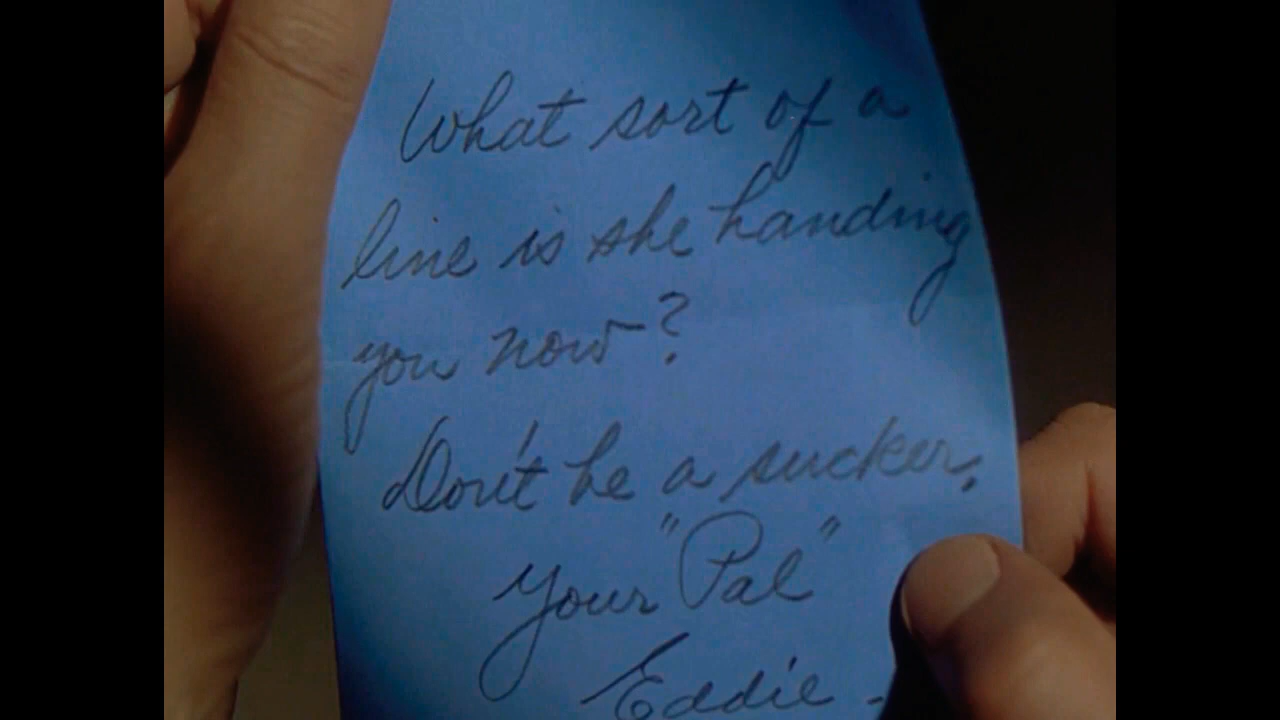 What sort of a
line is she handing
you now?
Don't be a sucker,
Your "Pal"
Eddie.